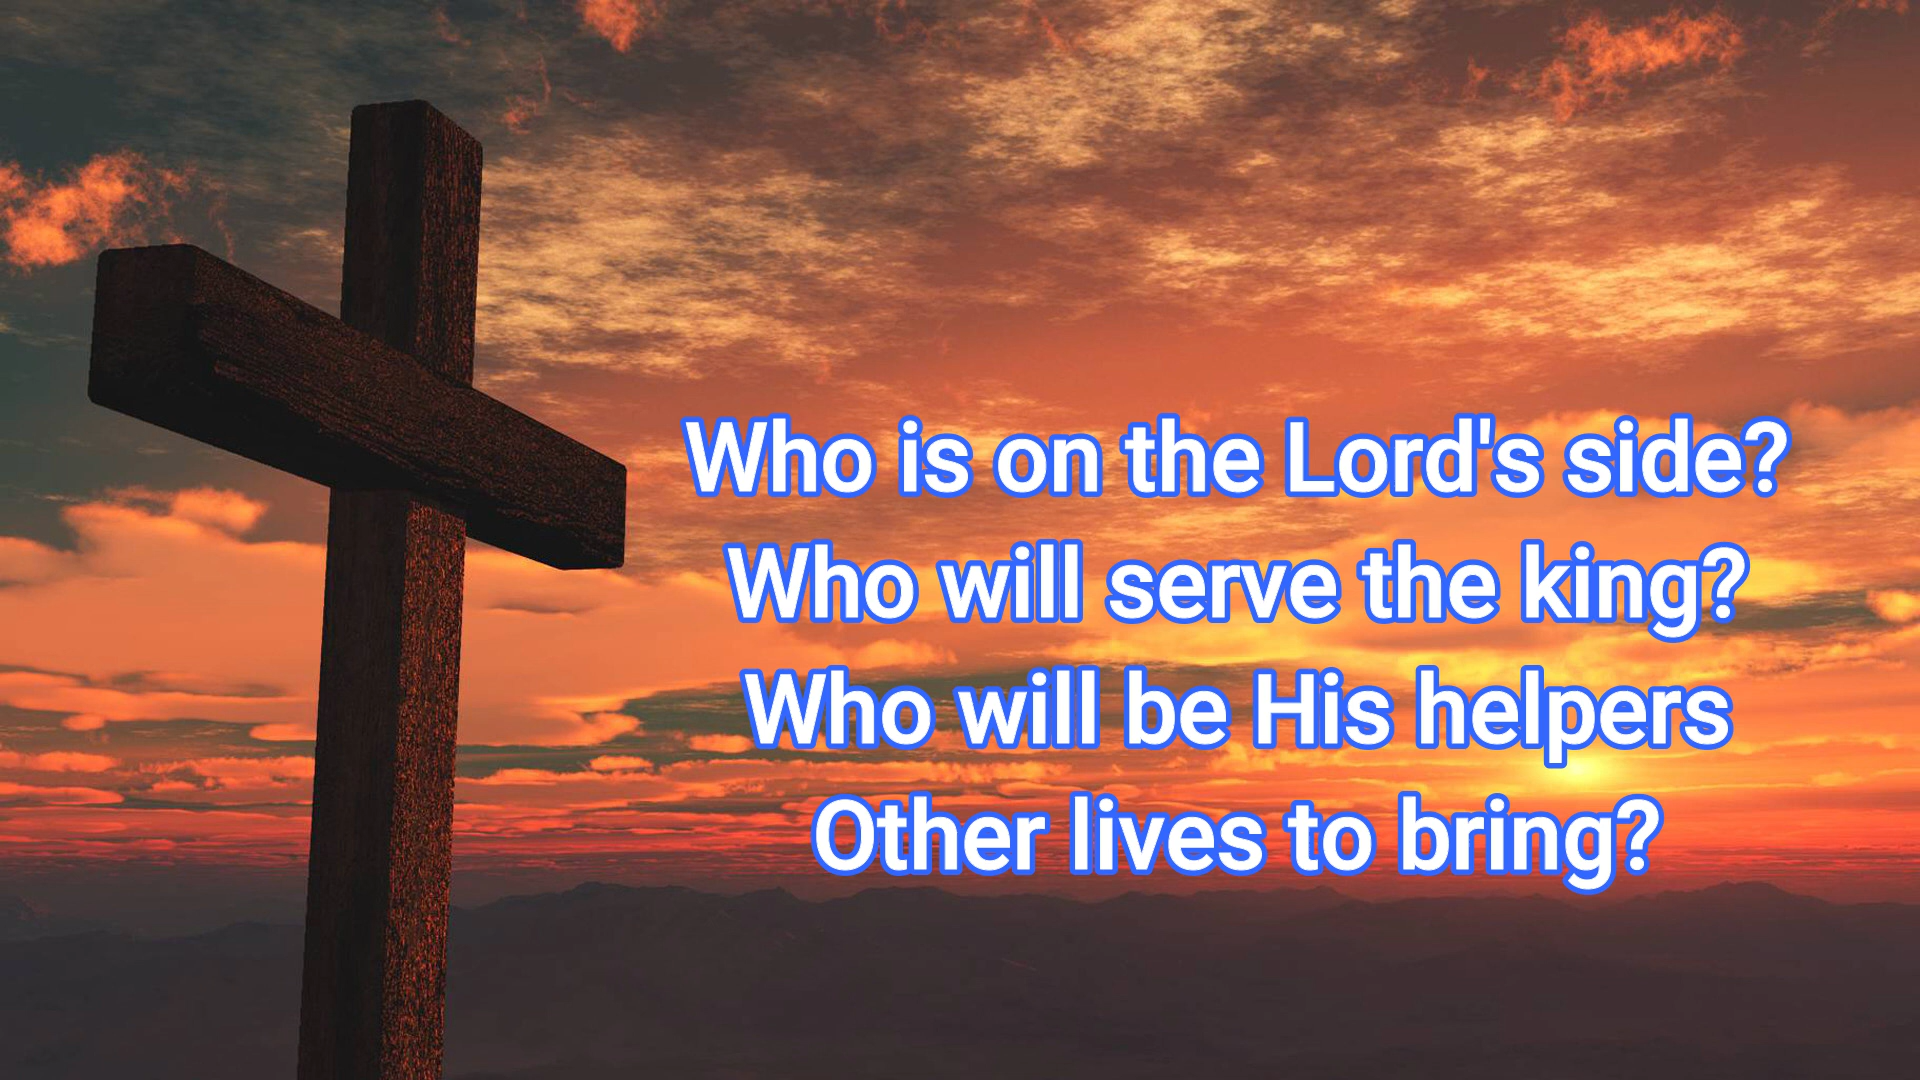 Who is on the Lord's side?
Who will serve the king?
Who will be His helpers
Other lives to bring?